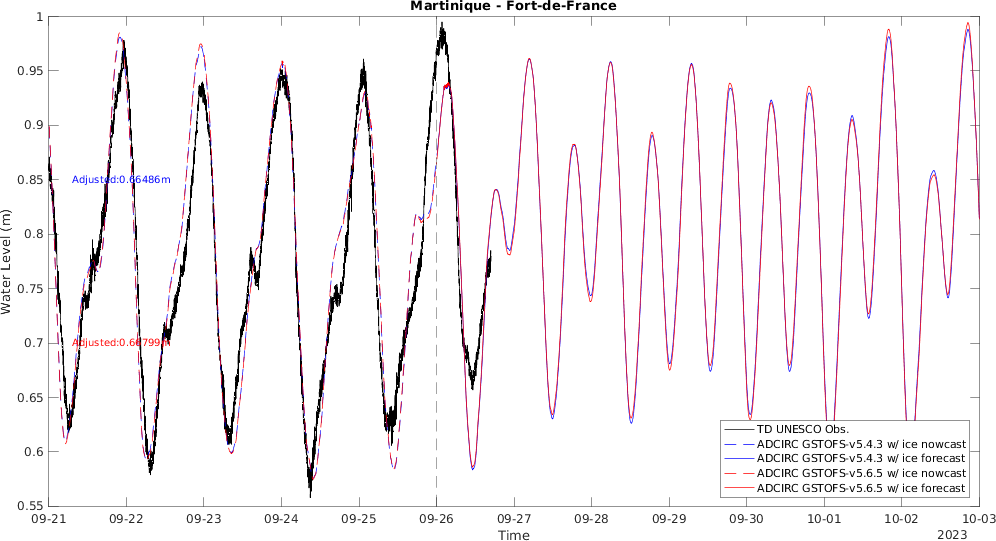 Martinique - Fort-de-France
1
0.95
0.9
0.85
0.8
0.75
0.7
0.65
0.6
0.55
Water Level (m)
Adjusted:0.66486m
Adjusted:0.66799m
TD UNESCO Obs.
ADCIRC GSTOFS-v5.4.3 w/ ice nowcast
ADCIRC GSTOFS-v5.4.3 w/ ice forecast
ADCIRC GSTOFS-v5.6.5 w/ ice nowcast
ADCIRC GSTOFS-v5.6.5 w/ ice forecast
09-21 09-22 09-23 09-24 09-25 09-26 09-27 09-28 09-29 09-30 10-01 10-02 10-03
Time
2023